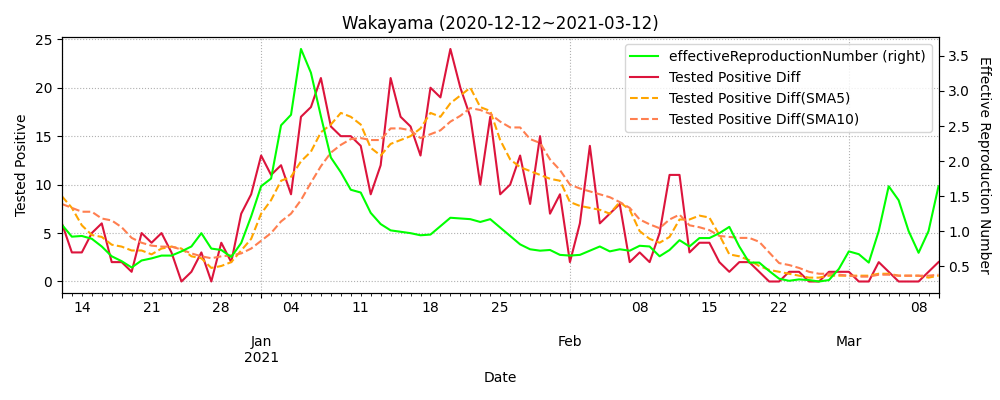 Wakayama (2020-12-12~2021-03-12)
effectiveReproductionNumber (right)
Tested Positive Diff
Tested Positive Diff(SMA5)
Tested Positive Diff(SMA10)
Tested Positive
25
20
15
10
5
0
3.5
3.0
2.5
2.0
1.5
1.0
0.5
Effective Reproduction Number
14 21 28 04 11 18 25 08 15 22 08
Jan Feb Mar
2021
Date